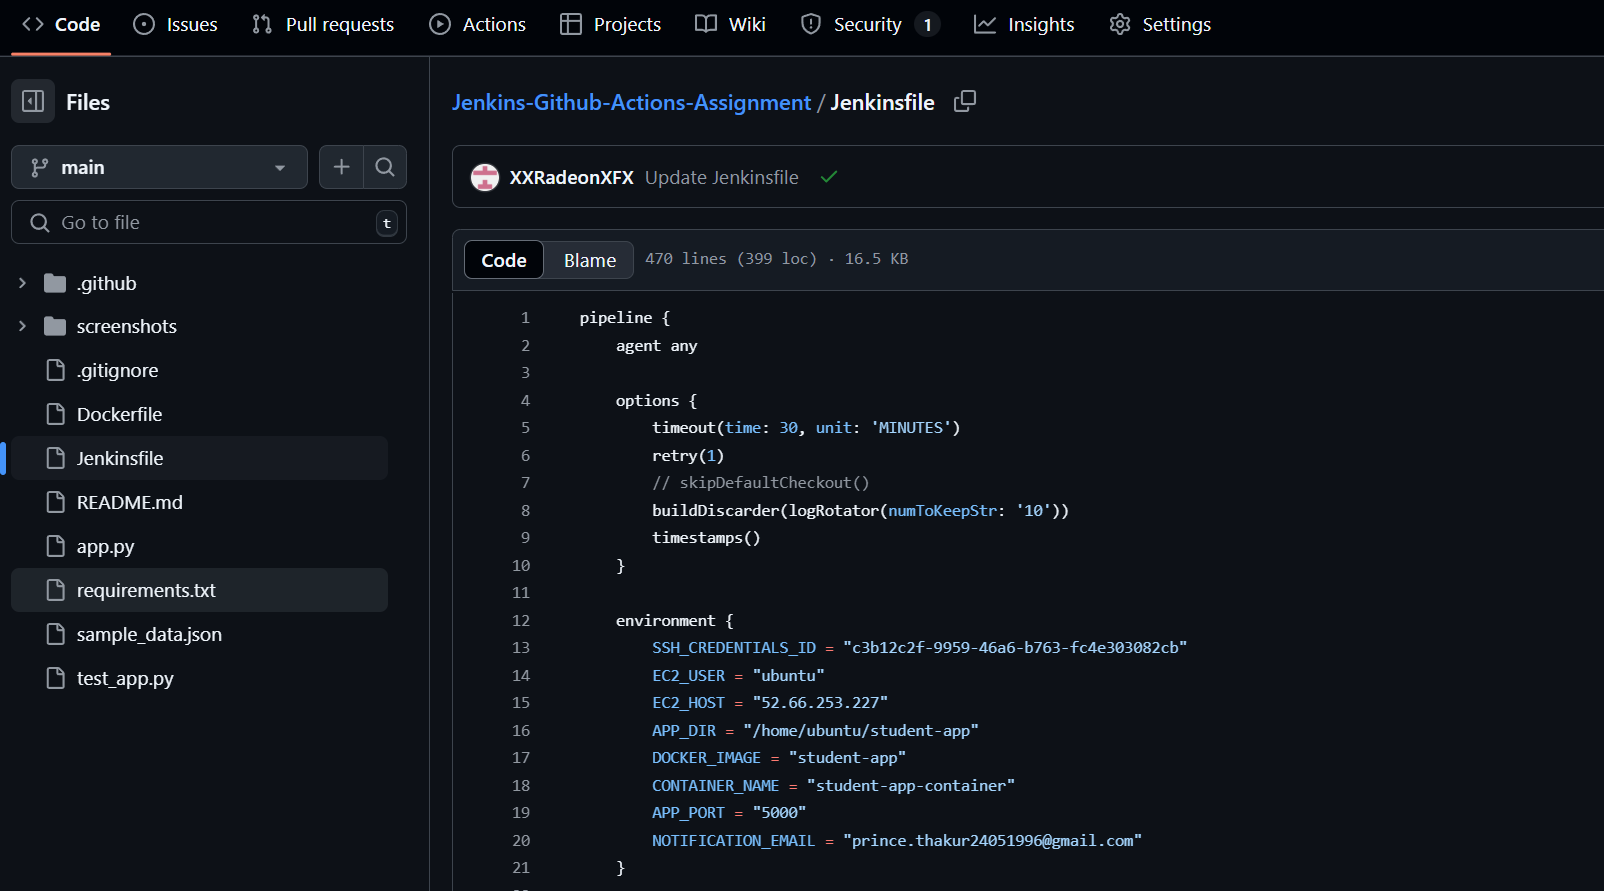 Code Issues Pull requests Actions Projects Wiki Security 1 Insights Settings
Files
main
Go to file t
.github
screenshots
.gitignore
Dockerfile
Jenkinsfile
README.md
app.py
requirements.txt
sample_data.json
test_app.py
Jenkins-Github-Actions-Assignment / Jenkinsfile
XXRadeonXFX Update Jenkinsfile
Code Blame 470 lines (399 loc) · 16.5 KB
1 pipeline {
2 agent any
3
4 options {
5 timeout(time: 30, unit: 'MINUTES')
6 retry(1)
7 // skipDefaultCheckout()
8 buildDiscarder(logRotator(numToKeepStr: '10'))
9 timestamps()
10 }
11
12 environment {
13 SSH_CREDENTIALS_ID = "c3b12c2f-9959-46a6-b763-fc4e303082cb"
14 EC2_USER = "ubuntu"
15 EC2_HOST = "52.66.253.227"
16 APP_DIR = "/home/ubuntu/student-app"
17 DOCKER_IMAGE = "student-app"
18 CONTAINER_NAME = "student-app-container"
19 APP_PORT = "5000"
20 NOTIFICATION_EMAIL = "prince.thakur24051996@gmail.com"
21 }